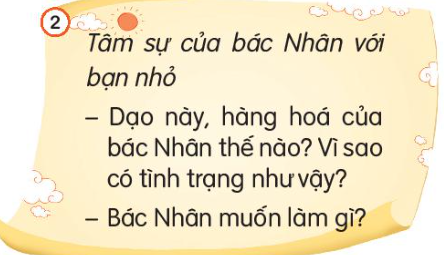 2
Tâm sự của bác Nhân với
bạn nhỏ
– Dạo này, hàng hoá của
bác Nhân thế nào? Vì sao
có tình trạng như vậy?
– Bác Nhân muốn làm gì?